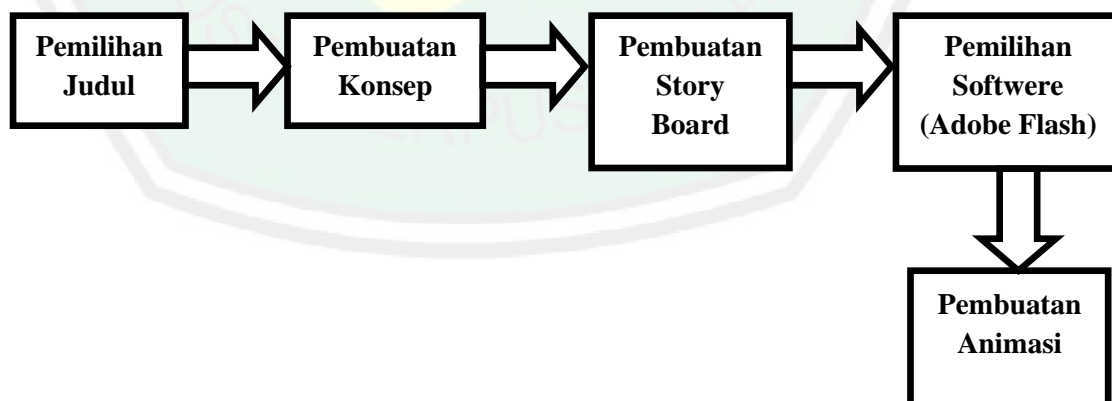 Pemilihan
Judul
Pembuatan
Konsep
Pembuatan
Story
Board
Pemilihan
Softwere
(Adobe Flash)
Pembuatan
Animasi